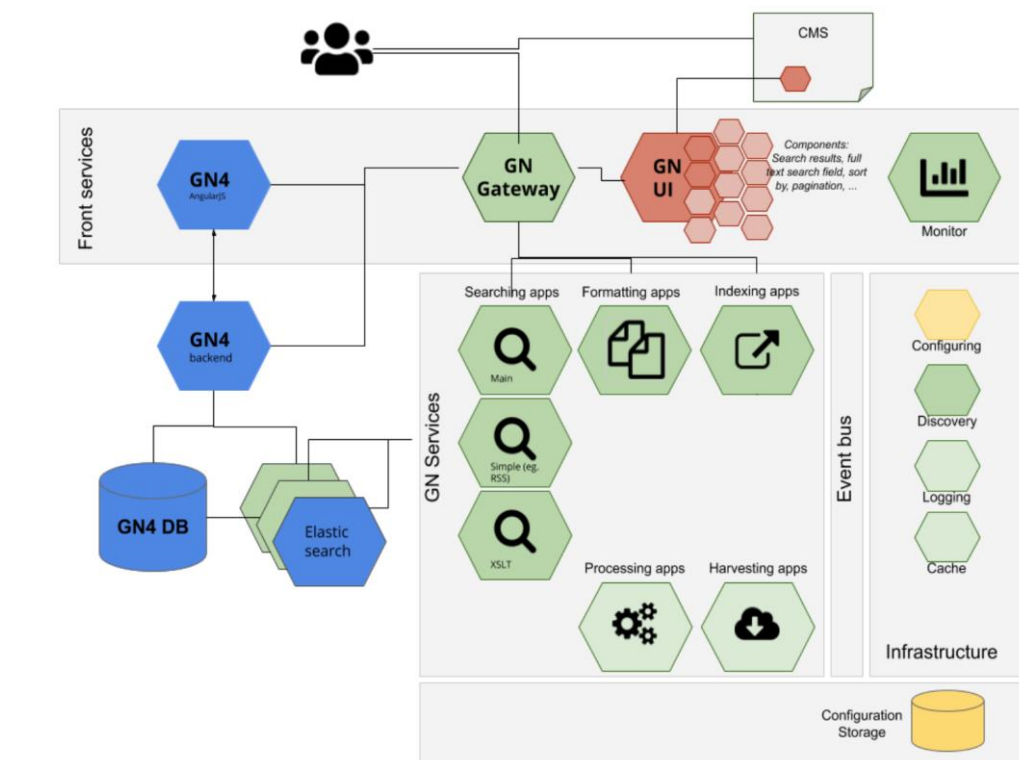 CMS
Front services
GN4
AngularJS
GN
Gateway
GN
UI
Components:
Search results, full
text search field, sort
by, pagination, ...
Monitor
GN4
backend
GN4 DB
Elastic
search
GN Services
Searching apps
Formatting apps
Indexing apps
Main
Simple (eg.
RSS)
XSLT
Processing apps
Harvesting apps
Event bus
Configuring
Discovery
Logging
Cache
Infrastructure
Configuration
Storage